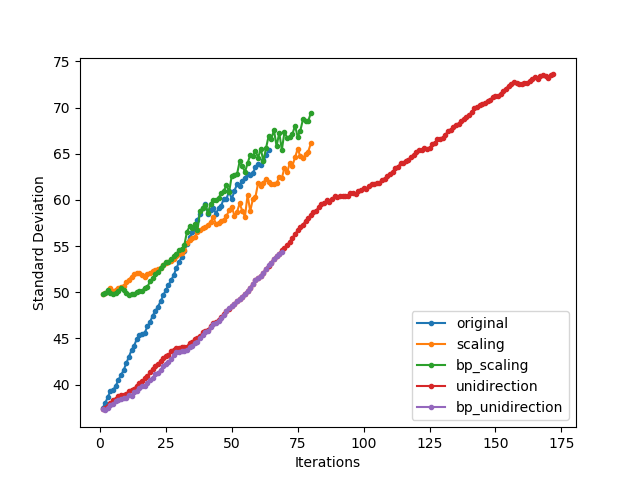 75
70
65
60
55
50
45
40
Standard Deviation
0 25 50 75 100 125 150 175
Iterations
original
scaling
bp_scaling
unidirection
bp_unidirection